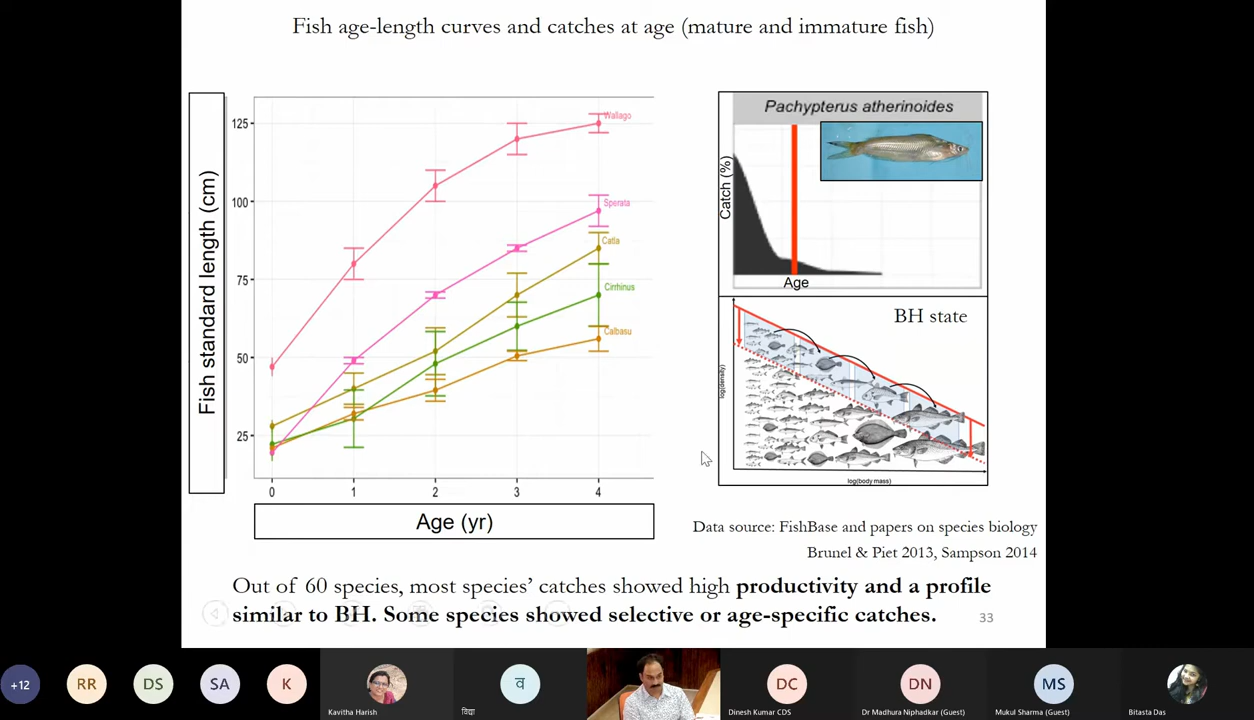 Fish age-length curves and catches at age (mature and immature fish)
Fish standard length (cm)
125
100
75
50
25
0
1
2
3
4
Age (yr)
Wallago
Sperata
Catla
Cirrhinus
Calbasu
Pachypterus atherinoides
Catch (%)
Age
BH state
log(density)
log(body mass)
Data source: FishBase and papers on species biology
Brunel & Piet 2013, Sampson 2014
Out of 60 species, most species’ catches showed high productivity and a profile
similar to BH. Some species showed selective or age-specific catches.
33
+12
RR
DS
SA
K
Kavitha Harish
व
विद्या
DC
Dinesh Kumar CDS
DN
Dr Madhura Niphadkar (Guest)
MS
Mukul Sharma (Guest)
Bitasta Das